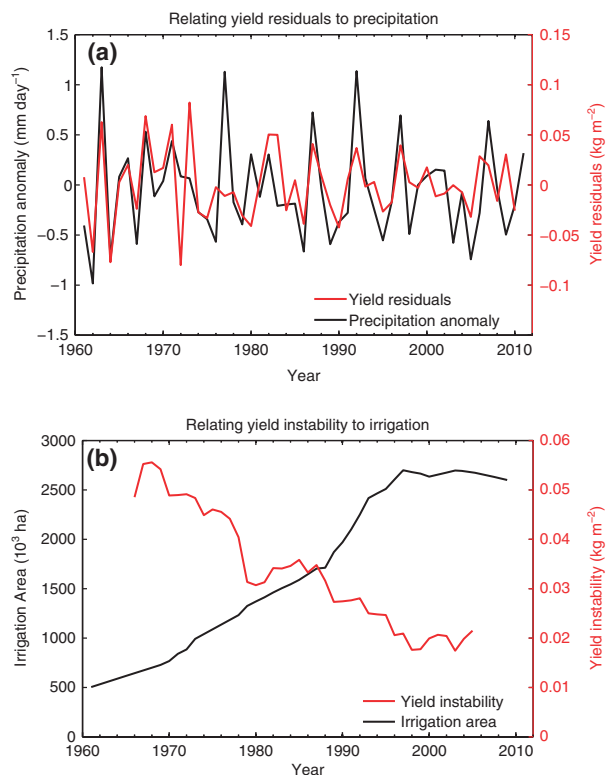 Relating yield residuals to precipitation
(a)
1.5
1
0.5
0
−0.5
−1
−1.5
Precipitation anomaly (mm day⁻¹)
0.15
0.1
0.05
0
−0.05
−0.1
Yield residuals (kg m⁻²)
Yield residuals
Precipitation anomaly
1960 1970 1980 1990 2000 2010
Year
Relating yield instability to irrigation
(b)
3000
2500
2000
1500
1000
500
0
Irrigation Area (10³ ha)
0.06
0.05
0.04
0.03
0.02
0.01
0.00
Yield instability (kg m⁻²)
Yield instability
Irrigation area
1960 1970 1980 1990 2000 2010
Year